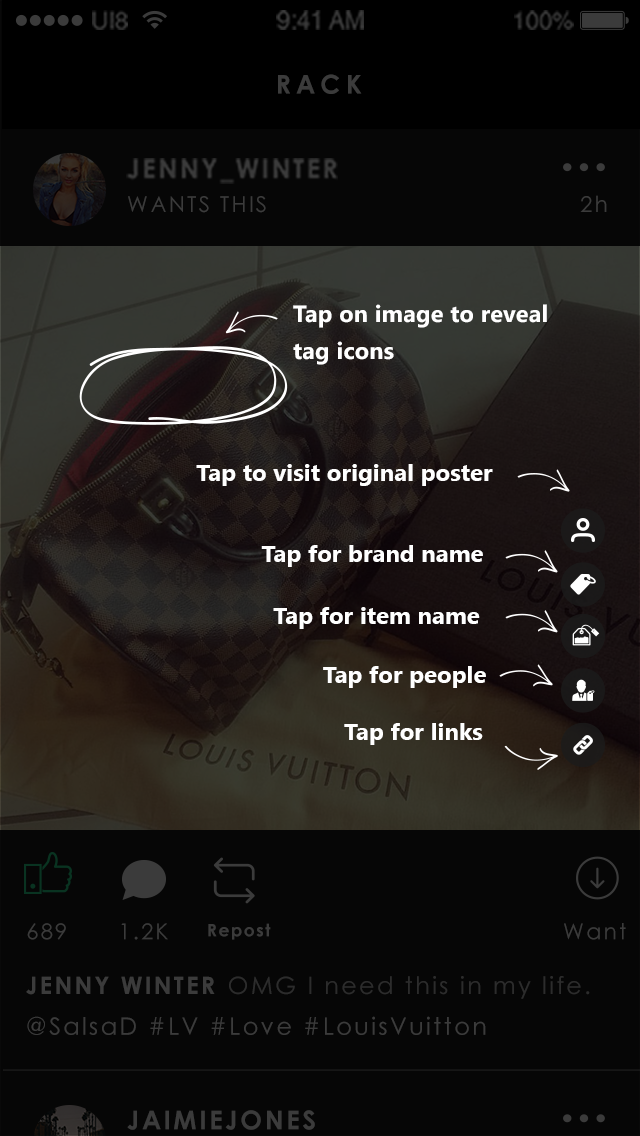 UI8 9:41 AM 100%
RACK
JENNY_WINTER
WANTS THIS 2h
Tap on image to reveal
tag icons
Tap to visit original poster
Tap for brand name
LOUIS VU
Tap for item name
Tap for people
Tap for links
LOUIS VUITTON
689 1.2K Repost Want
JENNY WINTER OMG I need this in my life.
@SalsaD #LV #Love #LouisVuitton
JAIMIEJONES